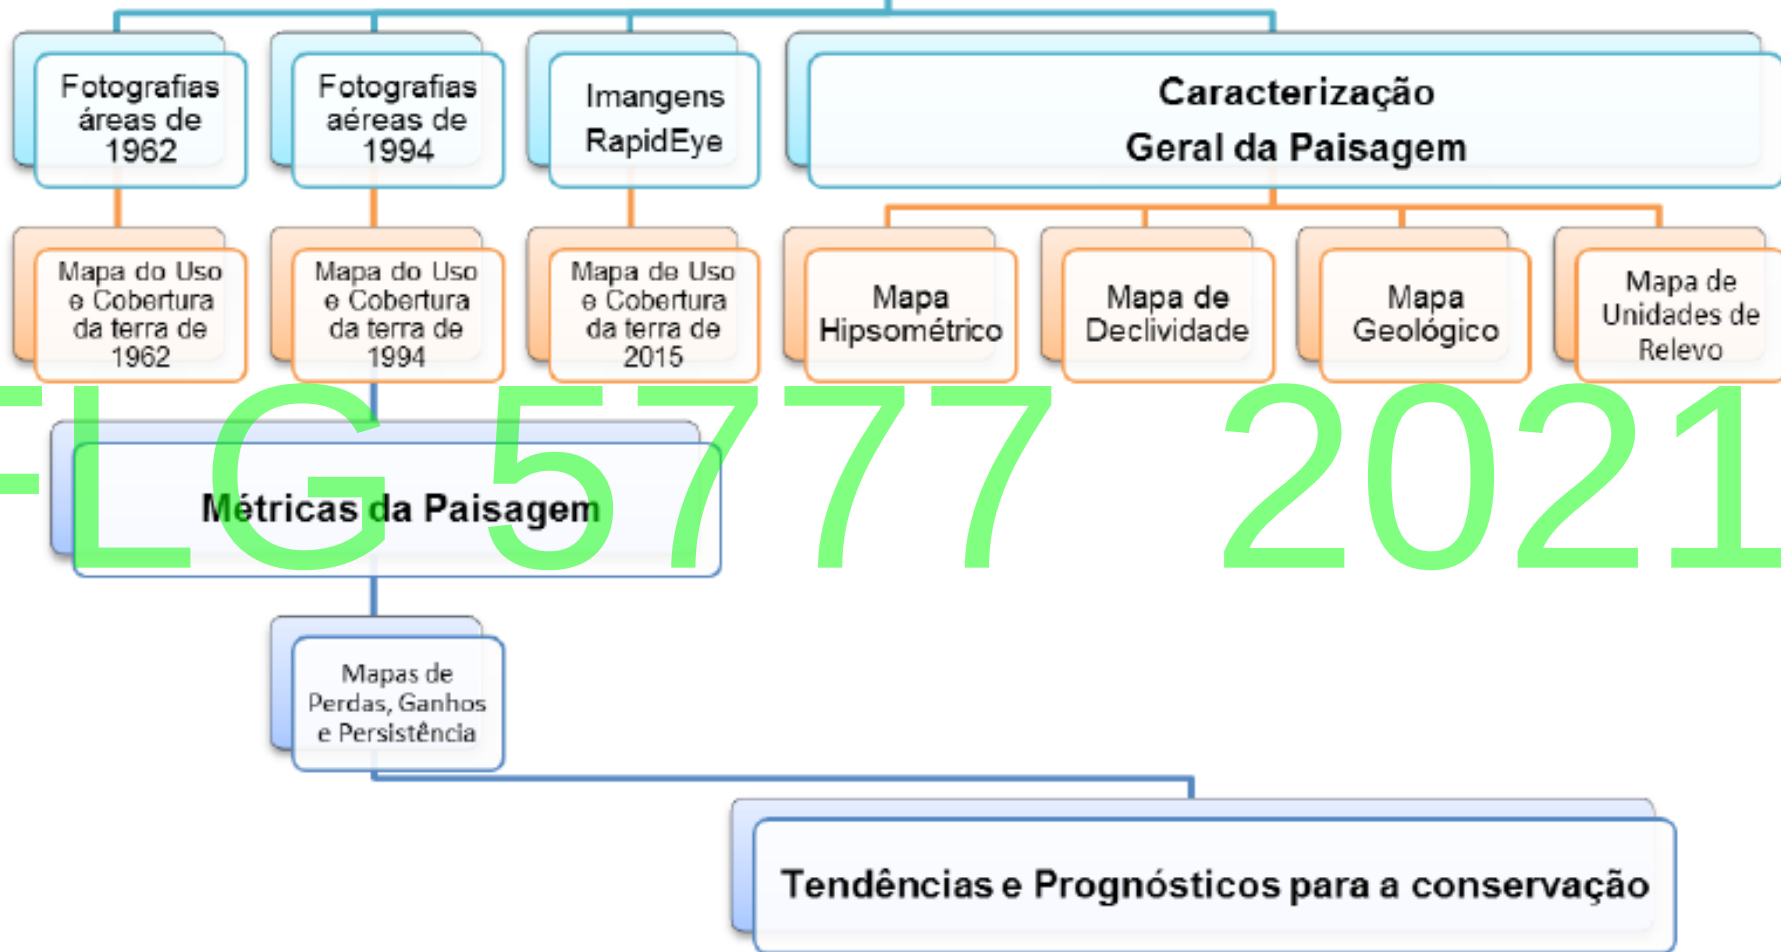 Fotografias
áreas de
1962
Fotografias
aéreas de
1994
Imangens
RapidEye
Caracterização
Geral da Paisagem
Mapa do Uso
e Cobertura
da terra de
1962
Mapa do Uso
e Cobertura
da terra de
1994
Mapa de Uso
e Cobertura
da terra de
2015
Mapa
Hipsométrico
Mapa de
Declividade
Mapa
Geológico
Mapa de
Unidades de
Relevo
FLG 5777 2021
Métricas da Paisagem
Mapas de
Perdas, Ganhos
e Persistência
Tendências e Prognósticos para a conservação